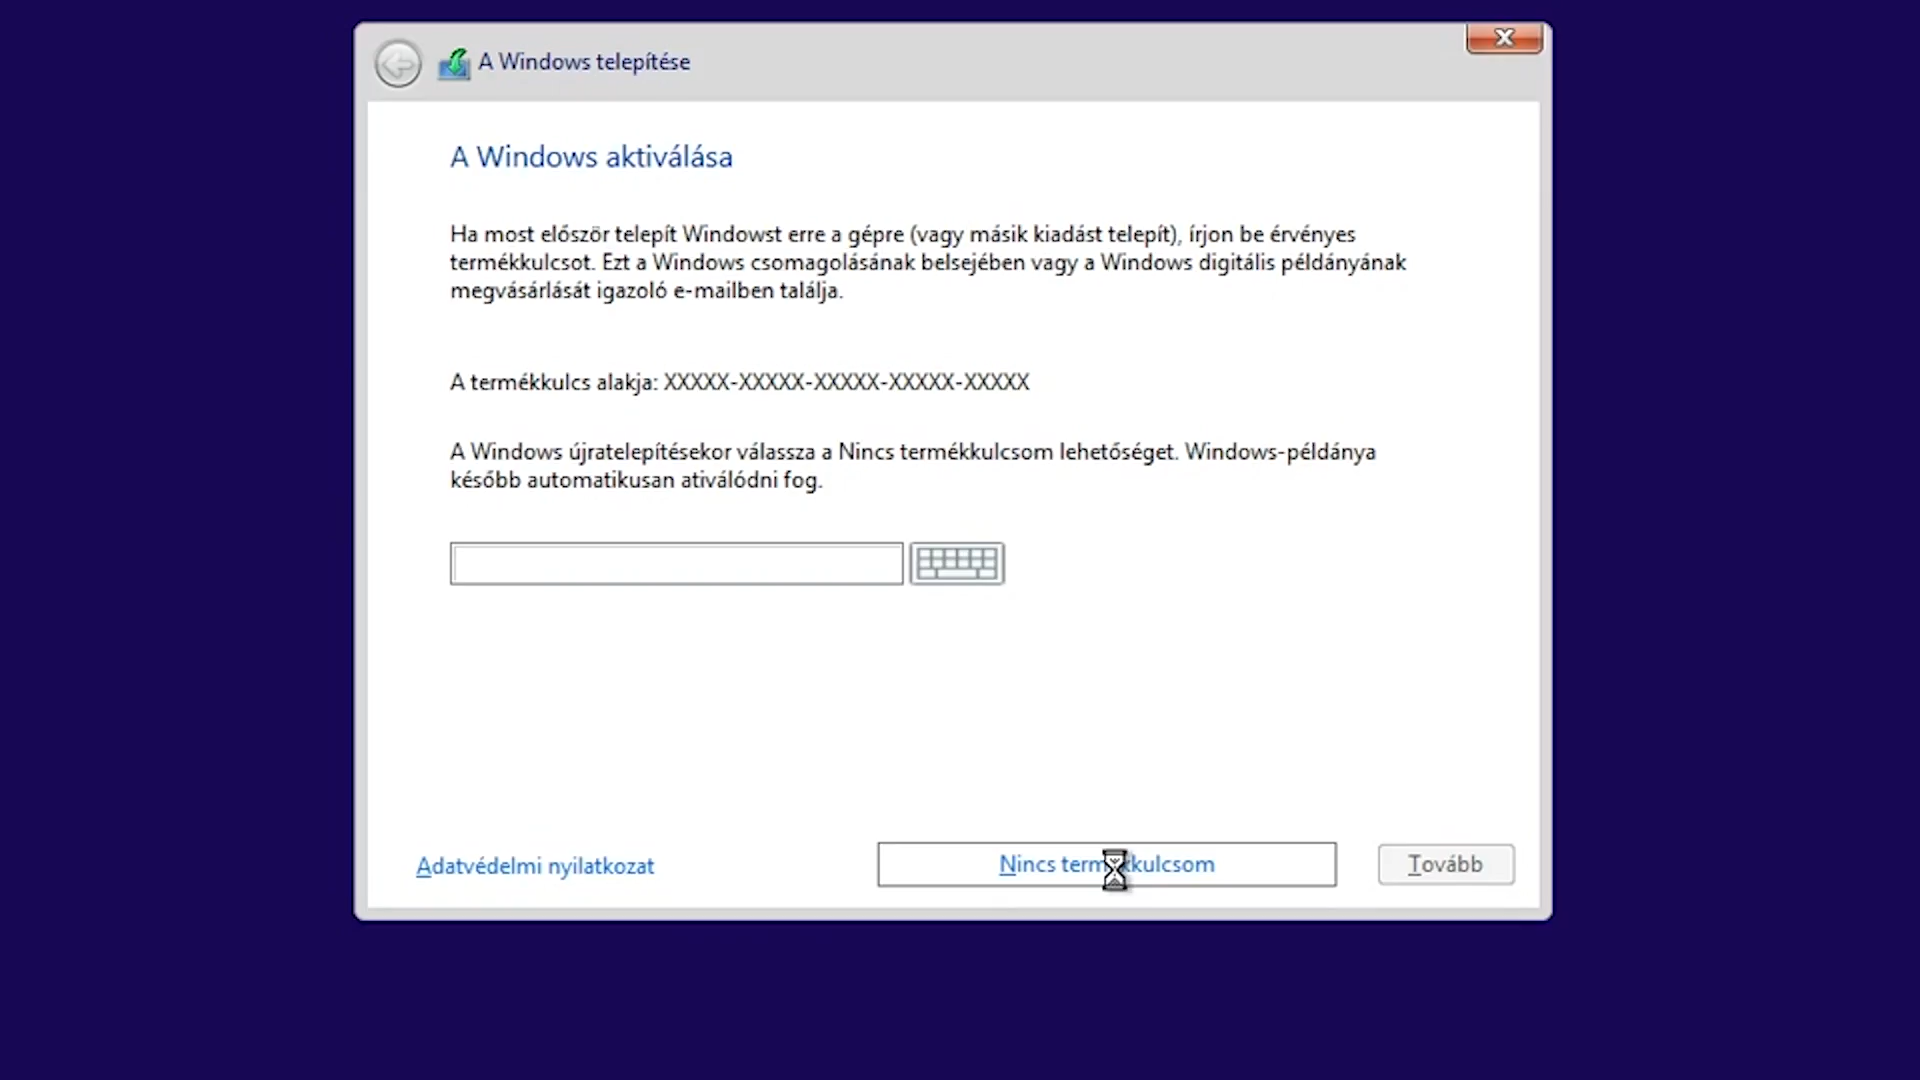 A Windows telepítése
A Windows aktiválása
Ha most először telepít Windowst erre a gépre (vagy másik kiadást telepít), írjon be érvényes
termékkulcsot. Ezt a Windows csomagolásának belsejében vagy a Windows digitális példányának
megvásárlását igazoló e-mailben találja.
A termékkulcs alakja: XXXXX-XXXXX-XXXXX-XXXXX-XXXXX
A Windows újratelepítésekor válassza a Nincs termékkulcsom lehetőséget. Windows-példánya
később automatikusan ativálódni fog.
Adatvédelmi nyilatkozat
Nincs termékkulcsom
Tovább